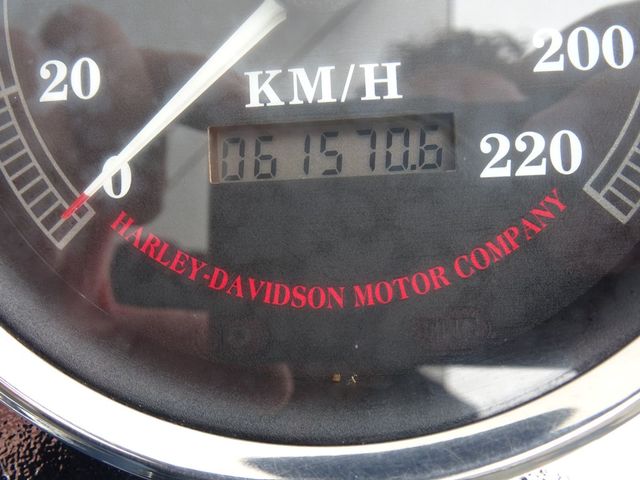 20 KM/H 200
0 061570.6 220
HARLEY-DAVIDSON MOTOR COMPANY